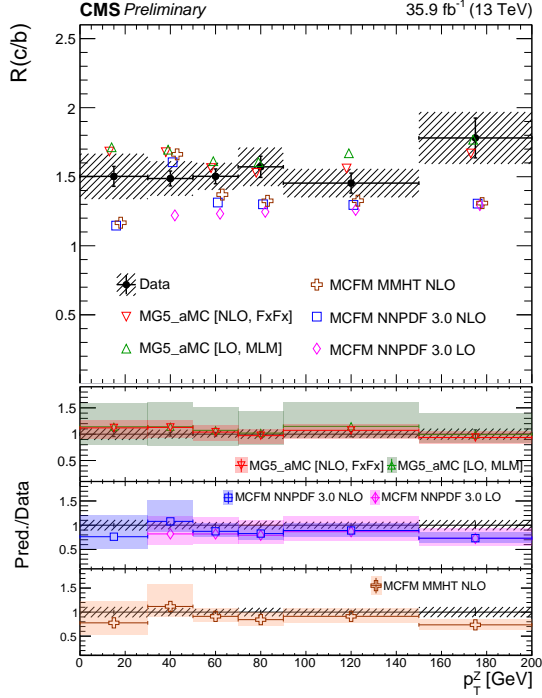 CMS Preliminary 35.9 fb⁻¹ (13 TeV)
R(c/b)
2.5
2
1.5
1
0.5
Data
MG5_aMC [NLO, FxFx]
MG5_aMC [LO, MLM]
MCFM MMHT NLO
MCFM NNPDF 3.0 NLO
MCFM NNPDF 3.0 LO
Pred./Data
1.5
1
0.5
MG5_aMC [NLO, FxFx] MG5_aMC [LO, MLM]
1.5
1
0.5
MCFM NNPDF 3.0 NLO MCFM NNPDF 3.0 LO
1.5
1
0.5
MCFM MMHT NLO
0 20 40 60 80 100 120 140 160 180 200
p_T^Z [GeV]